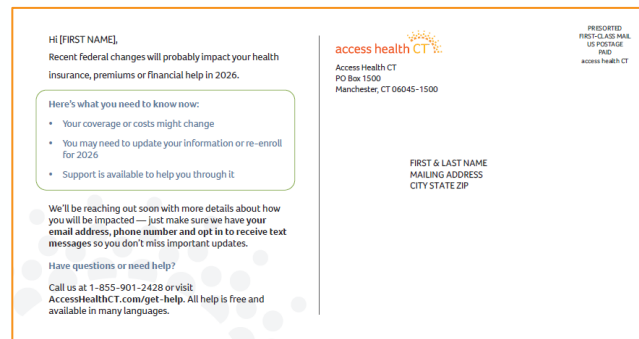 Hi [FIRST NAME],
Recent federal changes will probably impact your health
insurance, premiums or financial help in 2026.
Here's what you need to know now:
• Your coverage or costs might change
• You may need to update your information or re-enroll
for 2026
• Support is available to help you through it
We'll be reaching out soon with more details about how
you will be impacted — just make sure we have your
email address, phone number and opt in to receive text
messages so you don't miss important updates.
Have questions or need help?
Call us at 1-855-901-2428 or visit
AccessHealthCT.com/get-help. All help is free and
available in many languages.
access health CT
Access Health CT
PO Box 1500
Manchester, CT 06045-1500
PRESORTED
FIRST-CLASS MAIL
US POSTAGE
PAID
access health CT
FIRST & LAST NAME
MAILING ADDRESS
CITY STATE ZIP